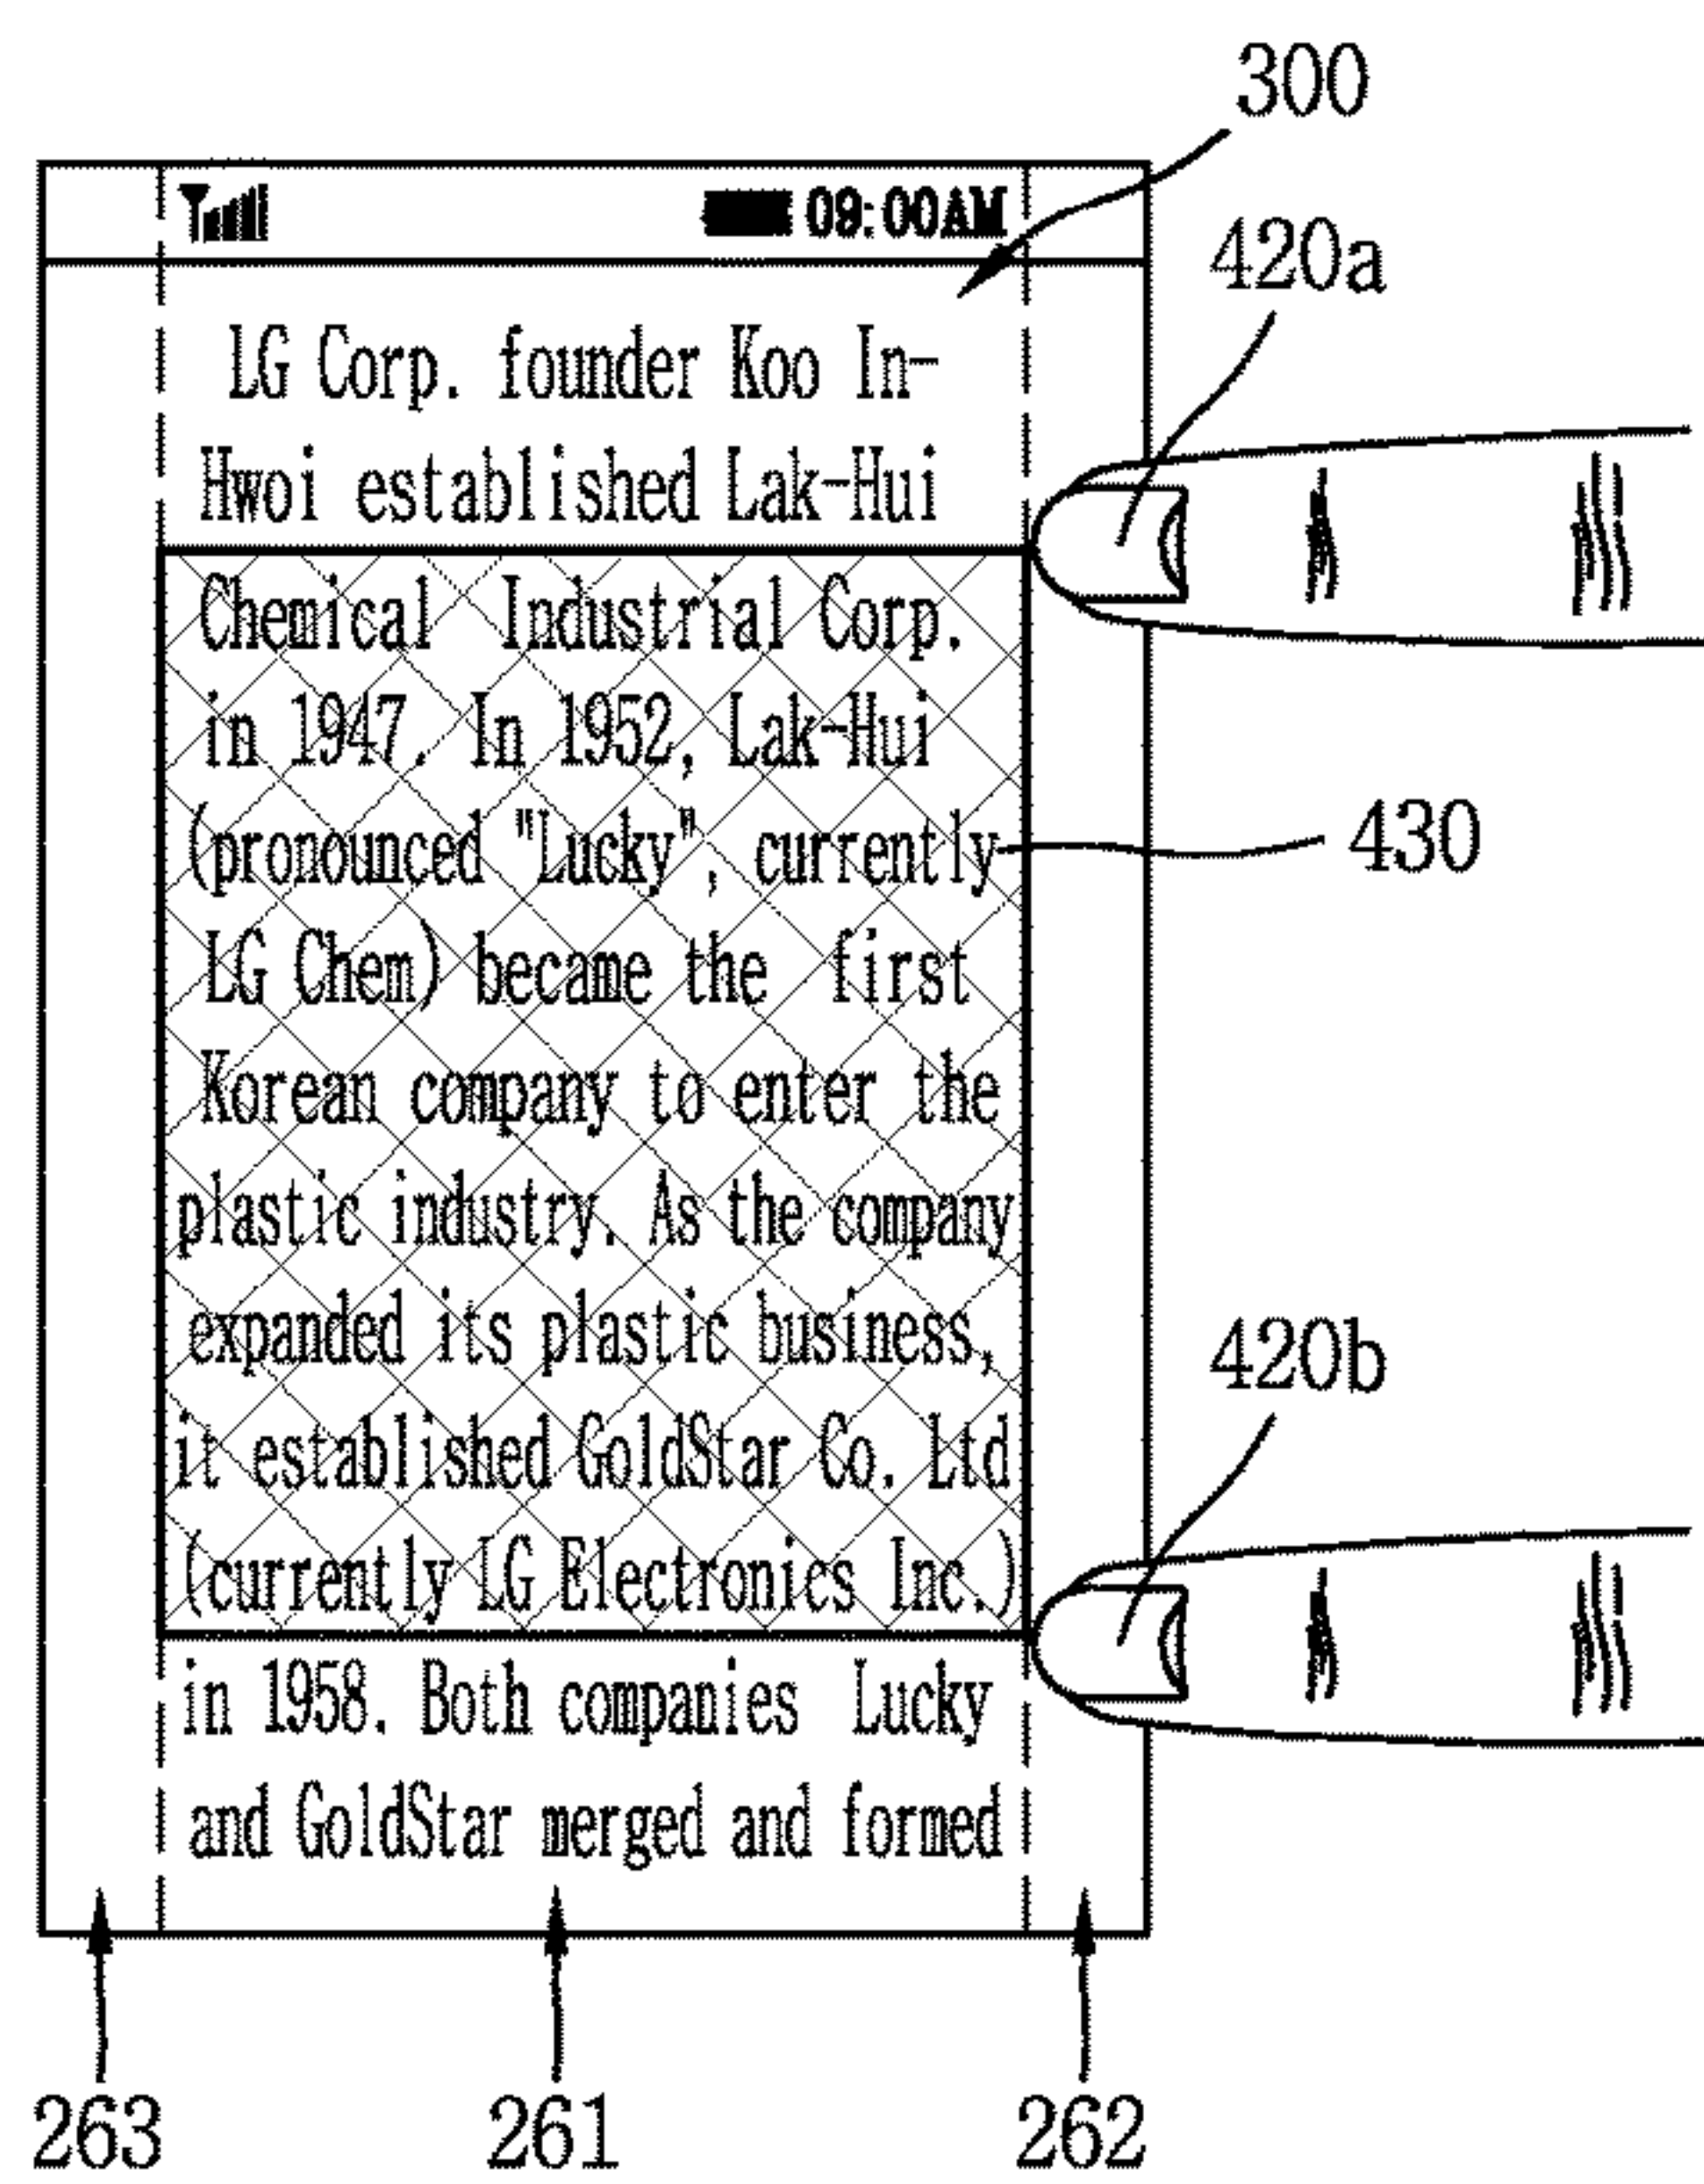 300
09:00AM
420a
LG Corp. founder Koo In-
Hwoi established Lak-Hui
Chemical Industrial Corp.
in 1947. In 1952, Lak-Hui
(pronounced "Lucky", currently
430
LG Chem) became the first
Korean company to enter the
plastic industry. As the company
expanded its plastic business,
420b
it established GoldStar Co. Ltd
(currently LG Electronics Inc.)
in 1958. Both companies Lucky
and GoldStar merged and formed
263 261 262